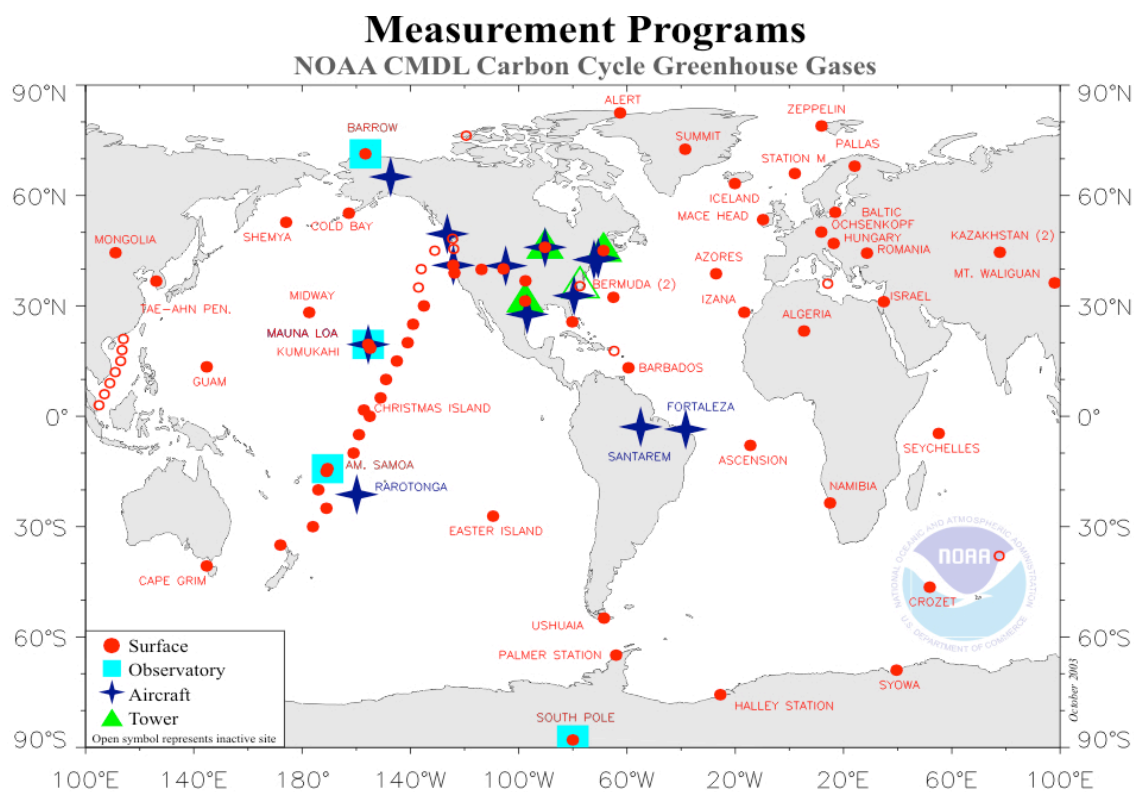 Measurement Programs
NOAA CMDL Carbon Cycle Greenhouse Gases
90°N
90°N
ALERT
ZEPPELIN
BARROW
SUMMIT
PALLAS
STATION M
60°N
60°N
ICELAND
MACE HEAD
BALTIC
COLD BAY
OCHSENKOPF
SHEMYA
MONGOLIA
HUNGARY
KAZAKHSTAN (2)
ROMANIA
AZORES
MT. WALIGUAN
BERMUDA (2)
30°N
30°N
MIDWAY
IZANA
ISRAEL
TAE-AHN PEN.
ALGERIA
MAUNA LOA
KUMUKAHI
GUAM
BARBADOS
CHRISTMAS ISLAND
FORTALEZA
0°
0°
SANTAREM
ASCENSION
SEYCHELLES
AM. SAMOA
RAROTONGA
NAMIBIA
30°S
30°S
EASTER ISLAND
NATIONAL OCEANIC AND ATMOSPHERIC ADMINISTRATION
NOAA
U.S. DEPARTMENT OF COMMERCE
CAPE GRIM
CROZET
USHUAIA
60°S
60°S
Surface
PALMER STATION
Observatory
SYOWA
Aircraft
HALLEY STATION
Tower
SOUTH POLE
Open symbol represents inactive site
October 2003
90°S
90°S
100°E
140°E
180°
140°W
100°W
60°W
20°W
20°E
60°E
100°E